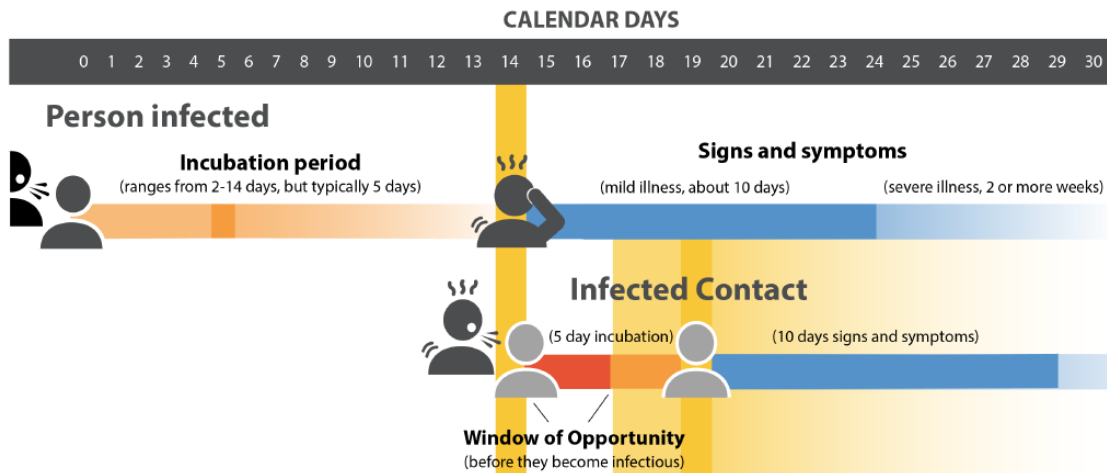 CALENDAR DAYS
0 1 2 3 4 5 6 7 8 9 10 11 12 13 14 15 16 17 18 19 20 21 22 23 24 25 26 27 28 29 30
Person infected
Incubation period
(ranges from 2-14 days, but typically 5 days)
Signs and symptoms
(mild illness, about 10 days)
(severe illness, 2 or more weeks)
Infected Contact
(5 day incubation)
(10 days signs and symptoms)
Window of Opportunity
(before they become infectious)